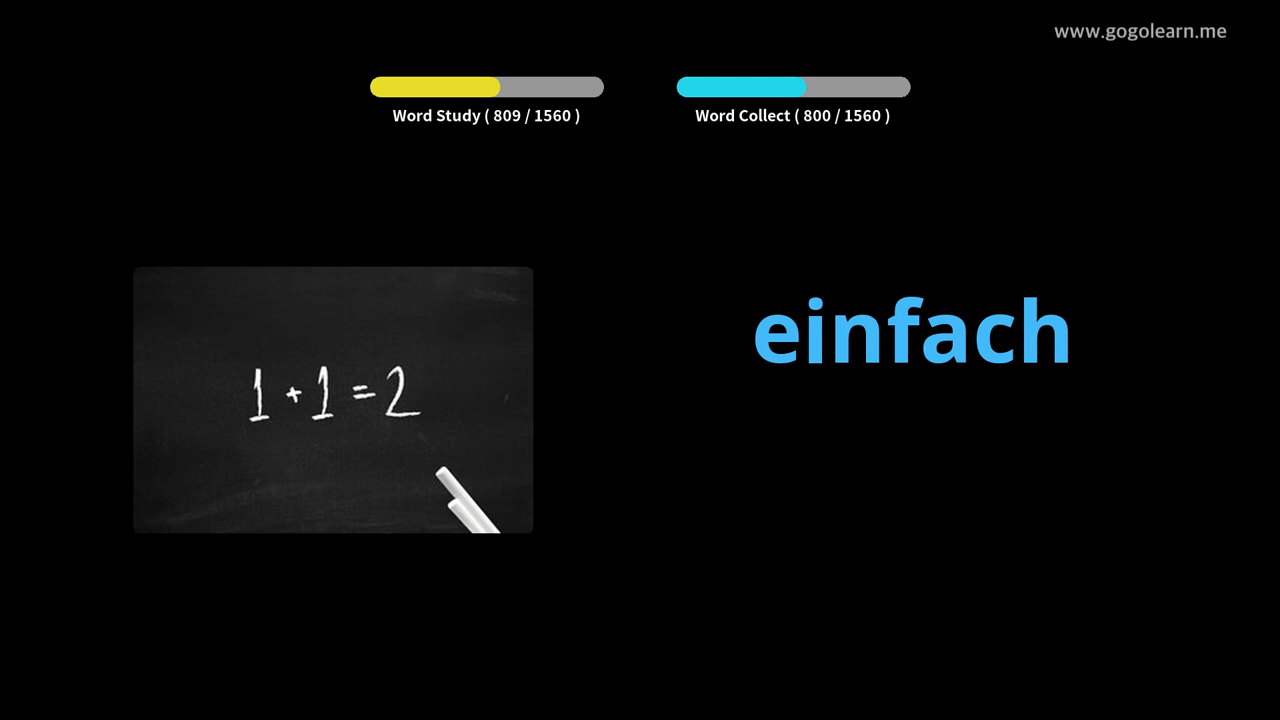 www.gogolearn.me
Word Study ( 809 / 1560 )
Word Collect ( 800 / 1560 )
1 + 1 = 2
einfach